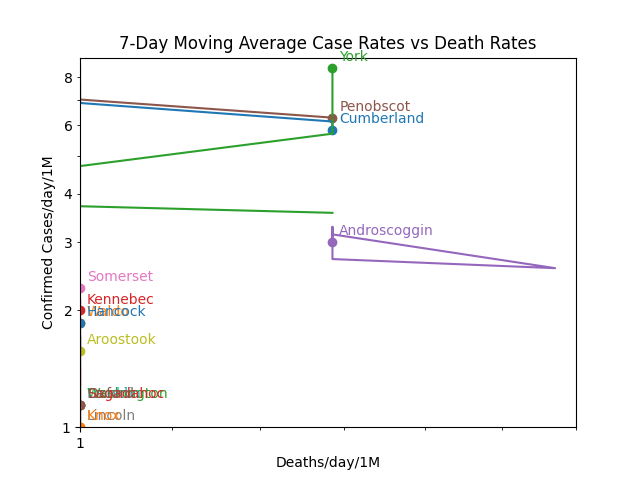 7-Day Moving Average Case Rates vs Death Rates
York
8
Penobscot
Cumberland
6
4
Androscoggin
3
Somerset
Kennebec
Hancock
2
Aroostook
Lincoln
1
1
Confirmed Cases/day/1M
Deaths/day/1M